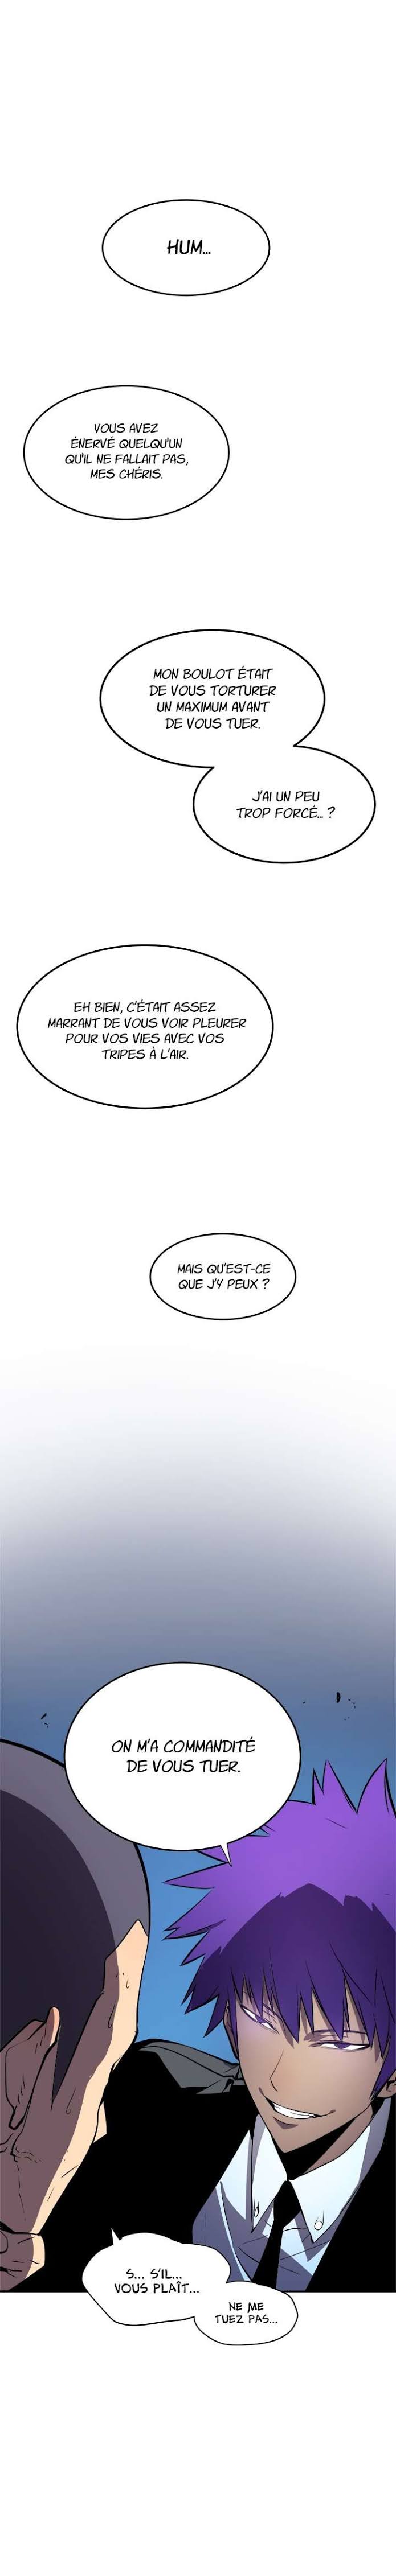 HUM...
VOUS AVEZ
ÉNERVÉ QUELQU'UN
QU'IL NE FALLAIT PAS,
MES CHÉRIS.
MON BOULOT ÉTAIT
DE VOUS TORTURER
UN MAXIMUM AVANT
DE VOUS TUER.
J'AI UN PEU
TROP FORCÉ... ?
EH BIEN, C'ÉTAIT ASSEZ
MARRANT DE VOUS VOIR PLEURER
POUR VOS VIES AVEC VOS
TRIPES À L'AIR.
MAIS QU'EST-CE
QUE J'Y PEUX ?
ON M'A COMMANDITÉ
DE VOUS TUER.
S... S'IL...
VOUS PLAÎT...
NE ME
TUEZ PAS...